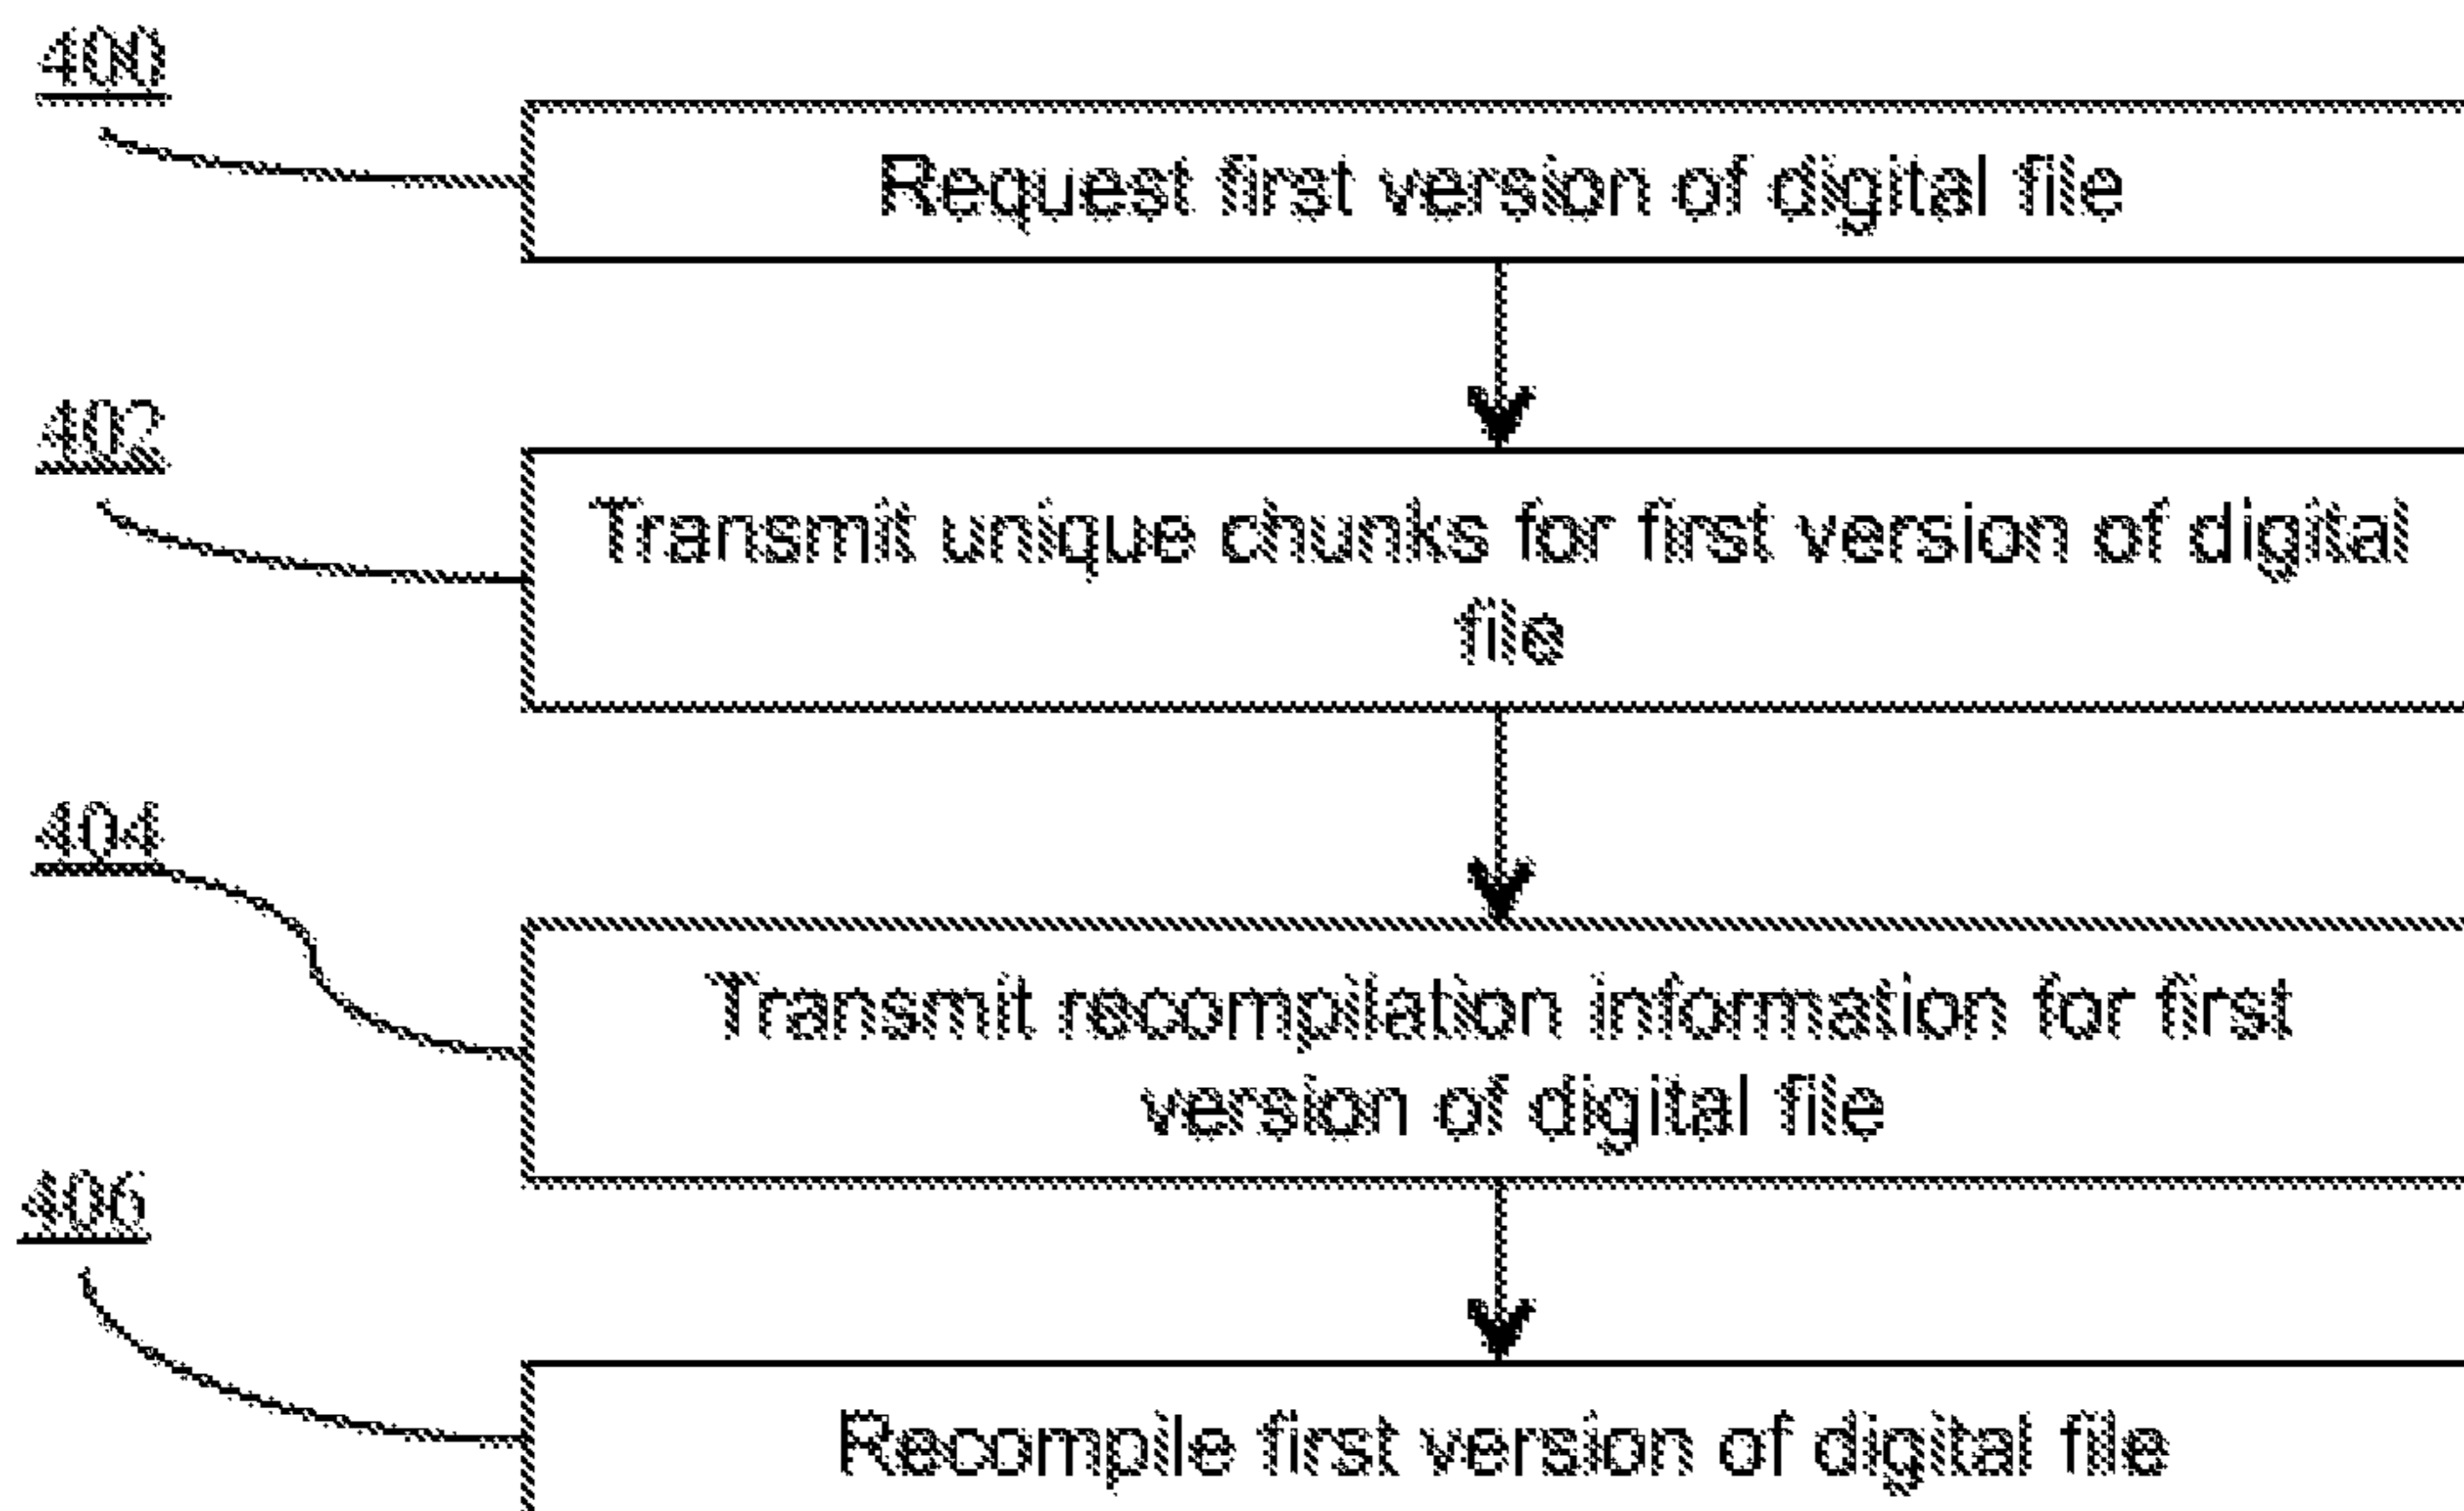 400
Request first version of digital file
402
Transmit unique chunks for first version of digital
file
404
Transmit recompilation information for first
version of digital file
406
Recompile first version of digital file